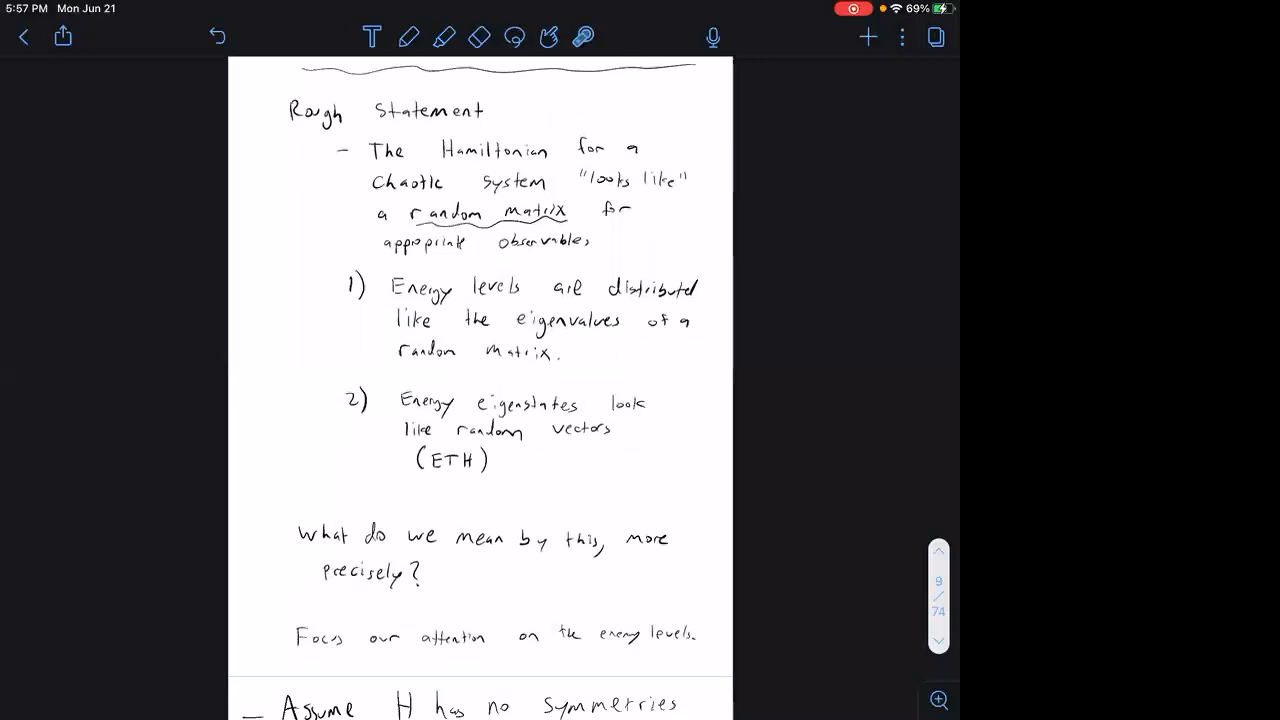 5:57 PM Mon Jun 21
69%
Rough Statement
- The Hamiltonian for a
Chaotic system "looks like"
a random matrix for
appropriate observables
1) Energy levels are distributed
like the eigenvalues of a
random matrix.
2) Energy eigenstates look
like random vectors
(ETH)
What do we mean by this, more
precisely?
Focus our attention on the energy levels.
- Assume H has no symmetries
T
9
/
74